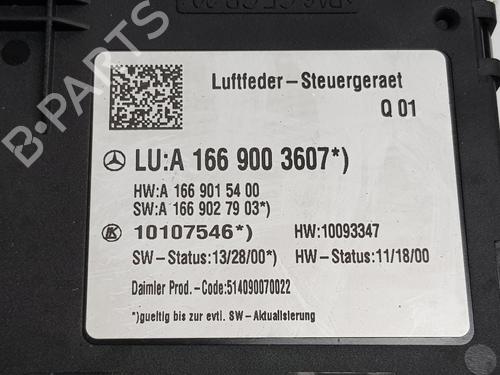 B-PARTS
Luftfeder-Steuergeraet
Q 01
LU:A 166 900 3607*)
HW:A 166 901 54 00
SW:A 166 902 79 03*)
10107546*) HW:10093347
SW-Status:13/28/00*) HW-Status:11/18/00
Daimler Prod.-Code:514090070022
*)gueltig bis zur evtl. SW-Aktualisierung
B-PARTS